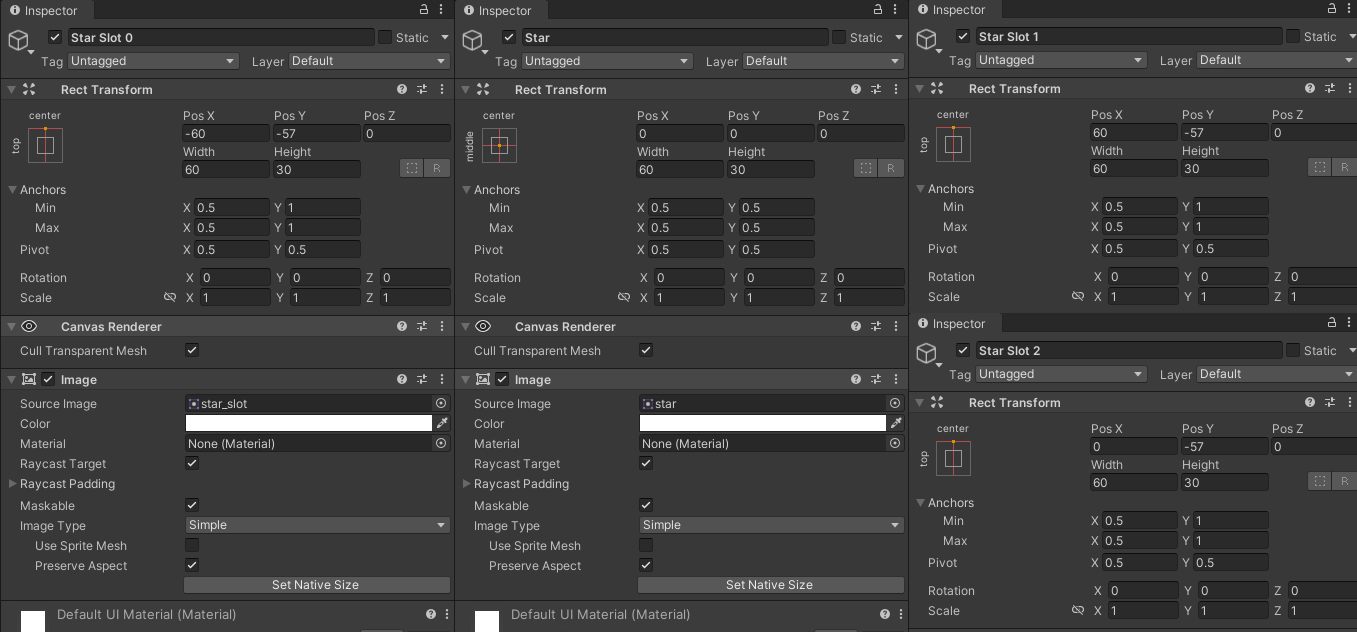 Inspector
Star Slot 0
Static
Tag Untagged Layer Default
Rect Transform
center
top
Pos X Pos Y Pos Z
-60 -57 0
Width Height
60 30
R
Anchors
Min X 0.5 Y 1
Max X 0.5 Y 1
Pivot X 0.5 Y 0.5
Rotation X 0 Y 0 Z 0
Scale X 1 Y 1 Z 1
Canvas Renderer
Cull Transparent Mesh
Image
Source Image star_slot
Color
Material None (Material)
Raycast Target
Raycast Padding
Maskable
Image Type Simple
Use Sprite Mesh
Preserve Aspect
Set Native Size
Default UI Material (Material)
Inspector
Star
Static
Tag Untagged Layer Default
Rect Transform
center
middle
Pos X Pos Y Pos Z
0 0 0
Width Height
60 30
R
Anchors
Min X 0.5 Y 0.5
Max X 0.5 Y 0.5
Pivot X 0.5 Y 0.5
Rotation X 0 Y 0 Z 0
Scale X 1 Y 1 Z 1
Canvas Renderer
Cull Transparent Mesh
Image
Source Image star
Color
Material None (Material)
Raycast Target
Raycast Padding
Maskable
Image Type Simple
Use Sprite Mesh
Preserve Aspect
Set Native Size
Default UI Material (Material)
Inspector
Star Slot 1
Static
Tag Untagged Layer Default
Rect Transform
center
top
Pos X Pos Y Pos Z
60 -57 0
Width Height
60 30
R
Anchors
Min X 0.5 Y 1
Max X 0.5 Y 1
Pivot X 0.5 Y 0.5
Rotation X 0 Y 0 Z 0
Scale X 1 Y 1 Z 1
Inspector
Star Slot 2
Static
Tag Untagged Layer Default
Rect Transform
center
top
Pos X Pos Y Pos Z
0 -57 0
Width Height
60 30
R
Anchors
Min X 0.5 Y 1
Max X 0.5 Y 1
Pivot X 0.5 Y 0.5
Rotation X 0 Y 0 Z 0
Scale X 1 Y 1 Z 1